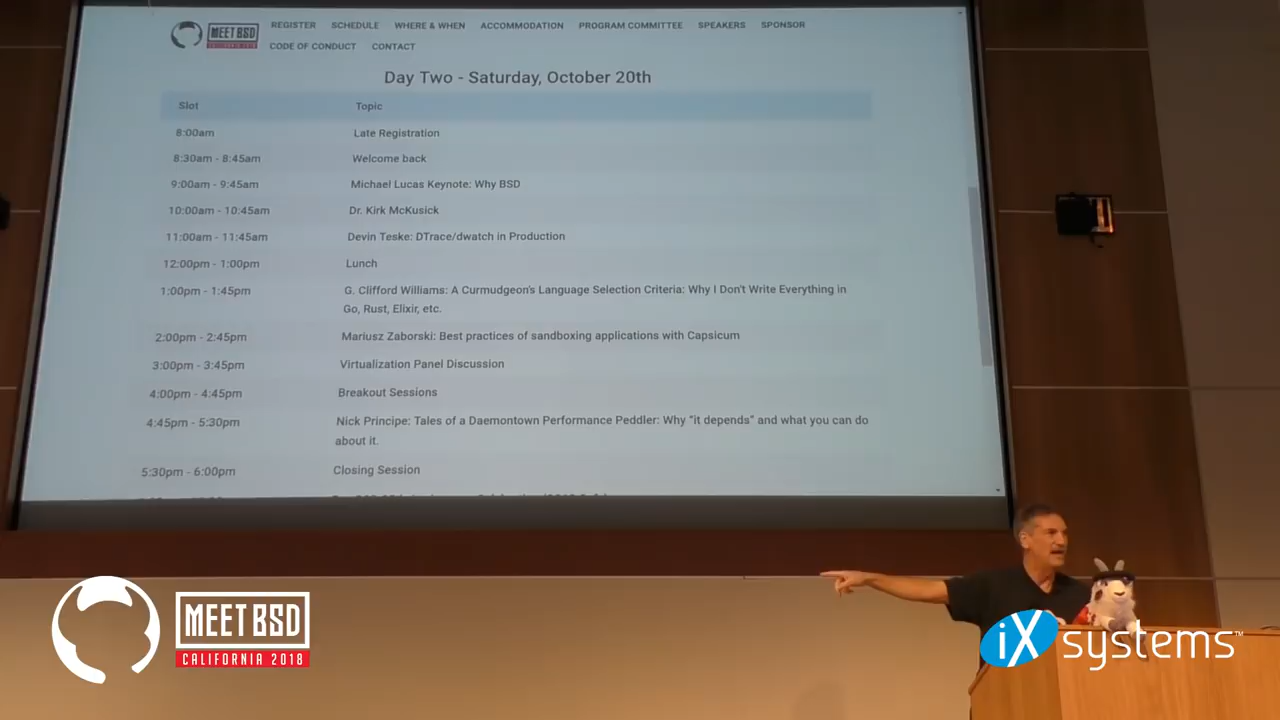 MEET BSD
CALIFORNIA 2018
REGISTER SCHEDULE WHERE & WHEN ACCOMMODATION PROGRAM COMMITTEE SPEAKERS SPONSOR
CODE OF CONDUCT CONTACT
Day Two - Saturday, October 20th
Slot Topic
8:00am Late Registration
8:30am - 8:45am Welcome back
9:00am - 9:45am Michael Lucas Keynote: Why BSD
10:00am - 10:45am Dr. Kirk McKusick
11:00am - 11:45am Devin Teske: DTrace/dwatch in Production
12:00pm - 1:00pm Lunch
1:00pm - 1:45pm G. Clifford Williams: A Curmudgeon's Language Selection Criteria: Why I Don't Write Everything in
Go, Rust, Elixir, etc.
2:00pm - 2:45pm Mariusz Zaborski: Best practices of sandboxing applications with Capsicum
3:00pm - 3:45pm Virtualization Panel Discussion
4:00pm - 4:45pm Breakout Sessions
4:45pm - 5:30pm Nick Principe: Tales of a Daemontown Performance Peddler: Why "it depends" and what you can do
about it.
5:30pm - 6:00pm Closing Session
MEET BSD
CALIFORNIA 2018
iX systems™